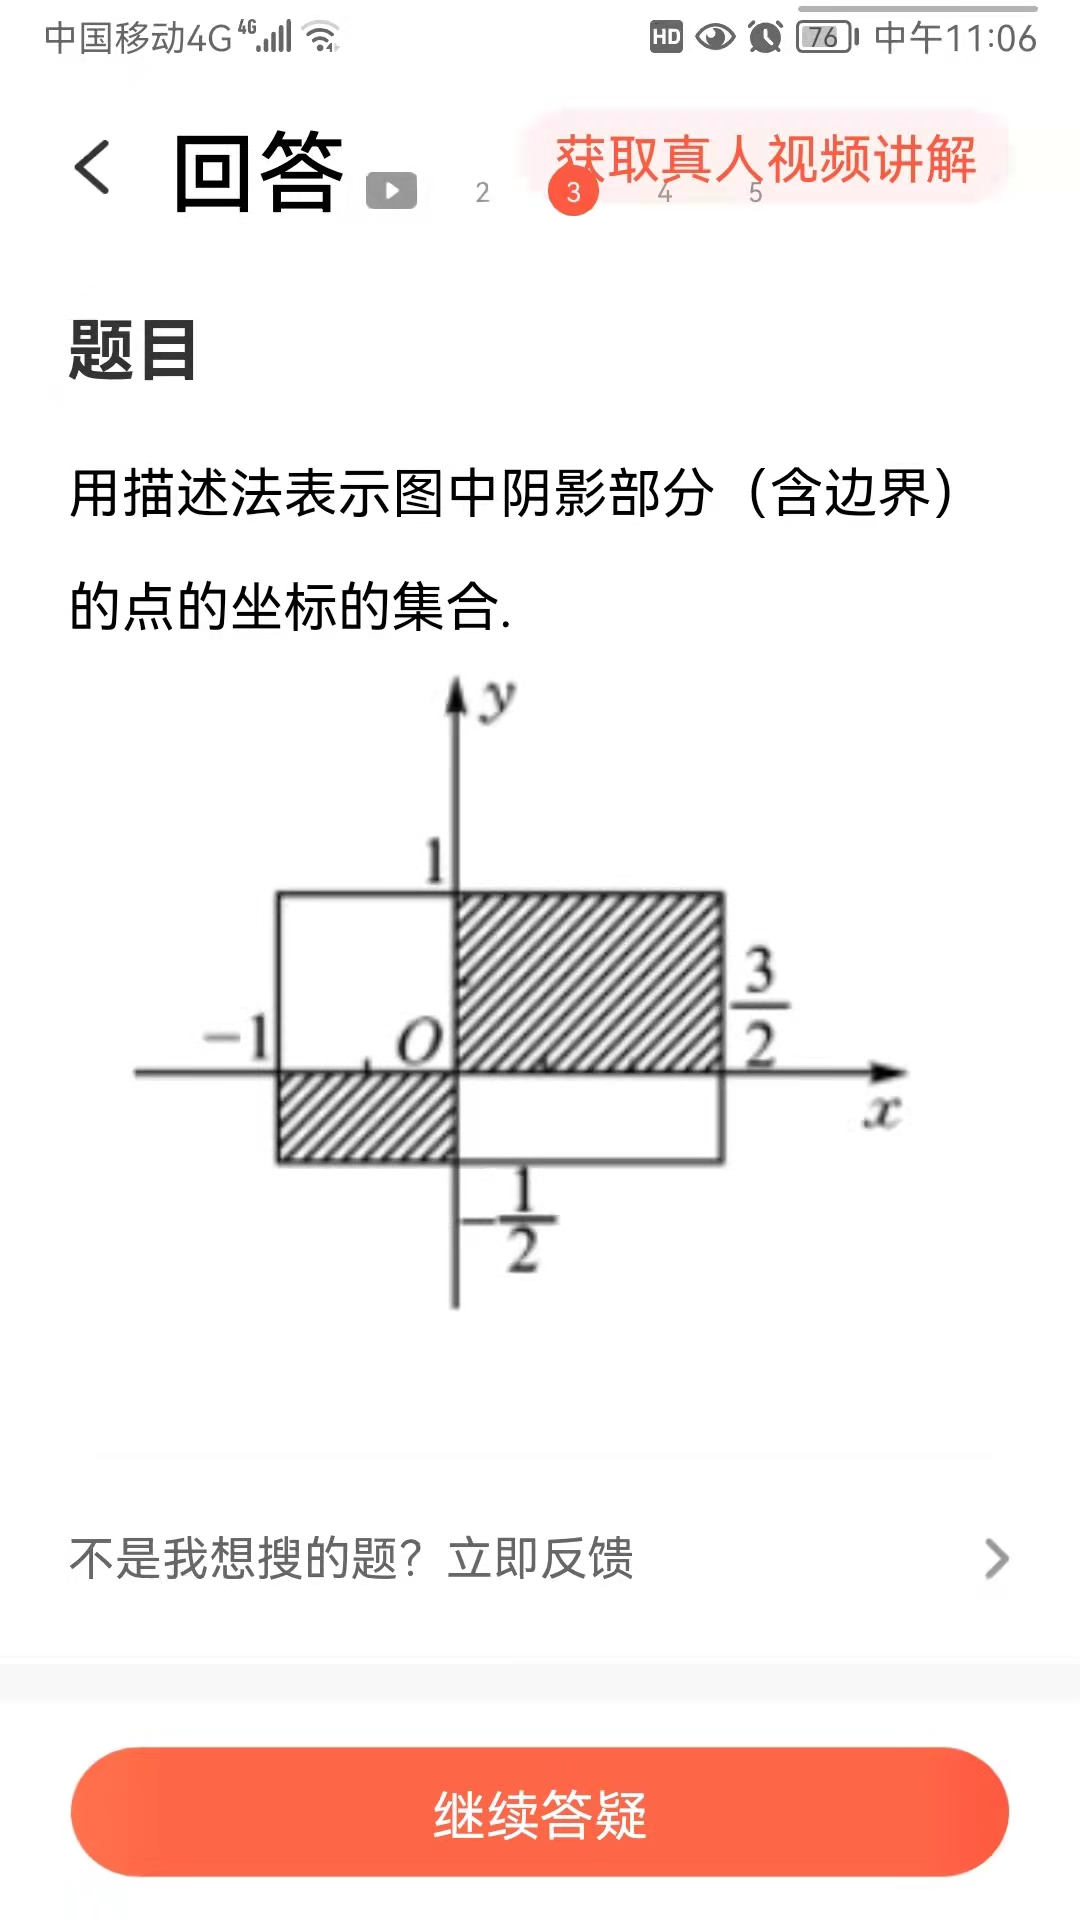 中国移动4G 4G
HD 76 中午11:06
回答
获取真人视频讲解
2 3 4 5
题目
用描述法表示图中阴影部分（含边界）
的点的坐标的集合.
y
1
3
2
-1 O
x
-1
2
不是我想搜的题？立即反馈
继续答疑